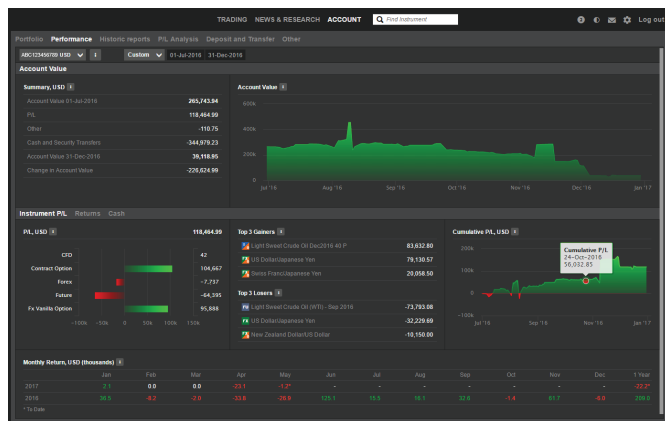 TRADING NEWS & RESEARCH ACCOUNT Find Instrument Log out
Portfolio Performance Historic reports P/L Analysis Deposit and Transfer Other
ABC123456789 USD Custom 01-Jul-2016 31-Dec-2016
Account Value
Summary, USD
Account Value 01-Jul-2016 265,743.94
P/L 118,464.99
Other -110.75
Cash and Security Transfers -344,979.23
Account Value 31-Dec-2016 39,118.95
Change in Account Value -226,624.99
Account Value
600k
400k
200k
0
Jul '16 Aug '16 Sep '16 Oct '16 Nov '16 Dec '16 Jan '17
Instrument P/L Returns Cash
P/L, USD 118,464.99
CFD 42
Contract Option 104,667
Forex -7,737
Future -64,395
Fx Vanilla Option 95,888
-100k -50k 0 50k 100k 150k
Top 3 Gainers
Light Sweet Crude Oil Dec2016 40 P 83,632.80
US Dollar/Japanese Yen 79,130.57
Swiss Franc/Japanese Yen 20,058.50
Top 3 Losers
Light Sweet Crude Oil (WTI) - Sep 2016 -73,793.08
US Dollar/Japanese Yen -32,229.69
New Zealand Dollar/US Dollar -10,150.00
Cumulative P/L, USD
200k
100k
0
-100k
Cumulative P/L
24-Oct-2016
56,032.85
Jul '16 Sep '16 Nov '16 Jan '17
Monthly Return, USD (thousands)
Jan Feb Mar Apr May Jun Jul Aug Sep Oct Nov Dec 1 Year
2017 2.1 0.0 0.0 -23.1 -1.2* - - - - - - - -22.2*
2016 -8.2 -2.0 -33.8 125.1 15.5 16.1 32.6 -1.4 61.7 -6.0
* To Date